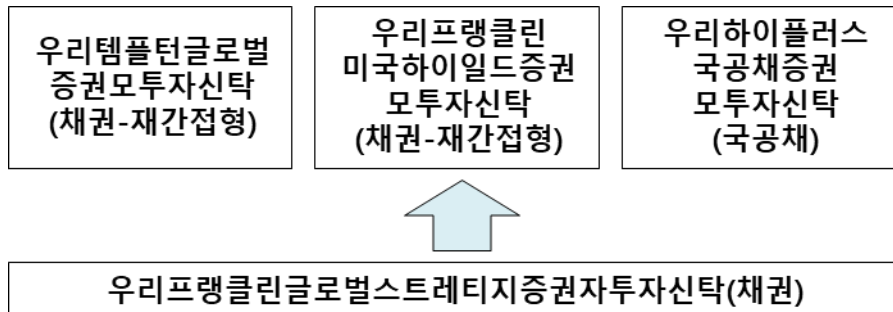 우리템플턴글로벌
증권모투자신탁
(채권-재간접형)
우리프랭클린
미국하이일드증권
모투자신탁
(채권-재간접형)
우리하이플러스
국공채증권
모투자신탁
(국공채)
우리프랭클린글로벌스트레티지증권자투자신탁(채권)